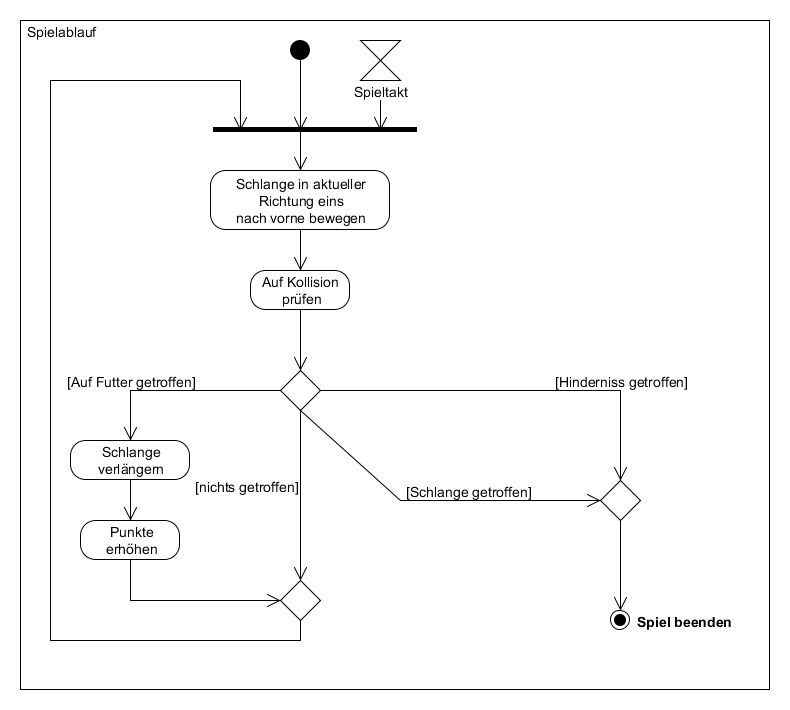 Spielablauf
Spieltakt
Schlange in aktueller
Richtung eins
nach vorne bewegen
Auf Kollision
prüfen
[Auf Futter getroffen]
[Hinderniss getroffen]
Schlange
verlängern
[nichts getroffen]
[Schlange getroffen]
Punkte
erhöhen
Spiel beenden